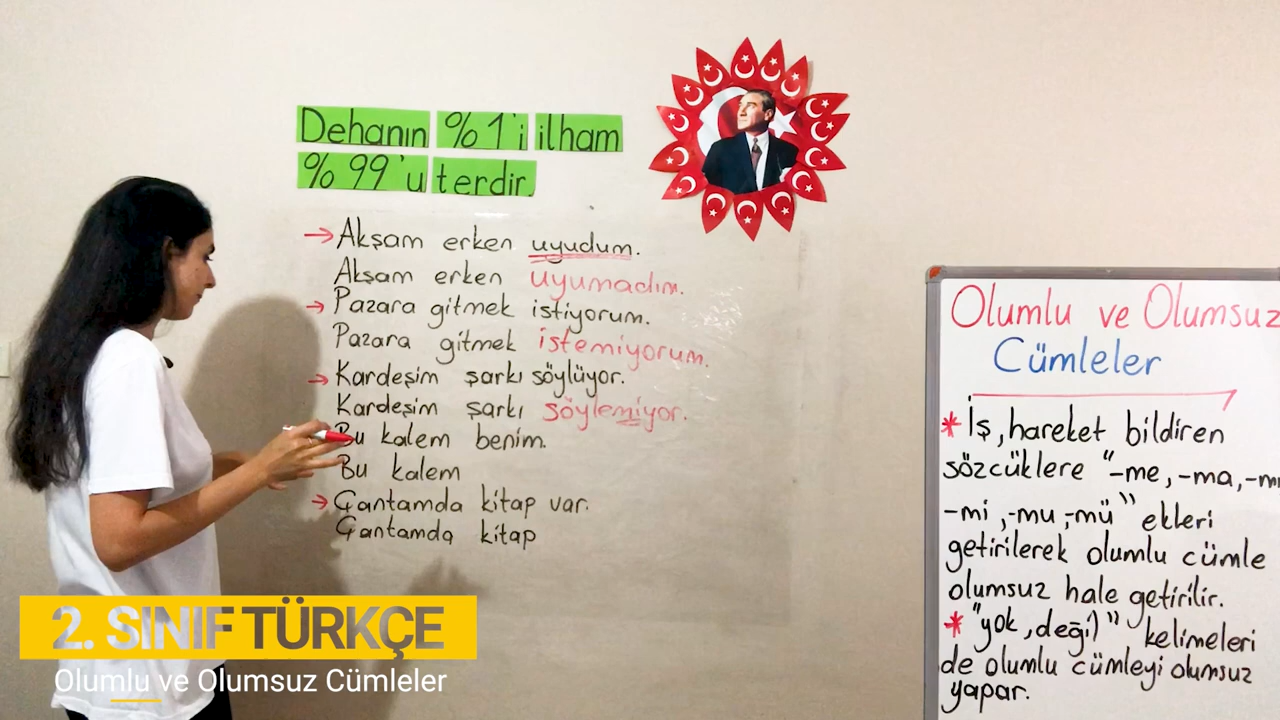 Dehanın %1'i ilham
%99'u terdir.
→Akşam erken uyudum.
Akşam erken uyumadım.
→Pazara gitmek istiyorum.
Pazara gitmek istemiyorum.
→Kardeşim şarkı söylüyor.
Kardeşim şarkı söylemiyor.
Bu kalem benim.
Bu kalem
→Çantamda kitap var.
Çantamda kitap
Olumlu ve Olumsuz
Cümleler
*İş, hareket bildiren
sözcüklere "-me, -ma, -mı
-mi, -mu, -mü" ekleri
getirilerek olumlu cümle
olumsuz hale getirilir.
*"yok, değil" kelimeleri
de olumlu cümleyi olumsuz
yapar.
2. SINIF TÜRKÇE
Olumlu ve Olumsuz Cümleler